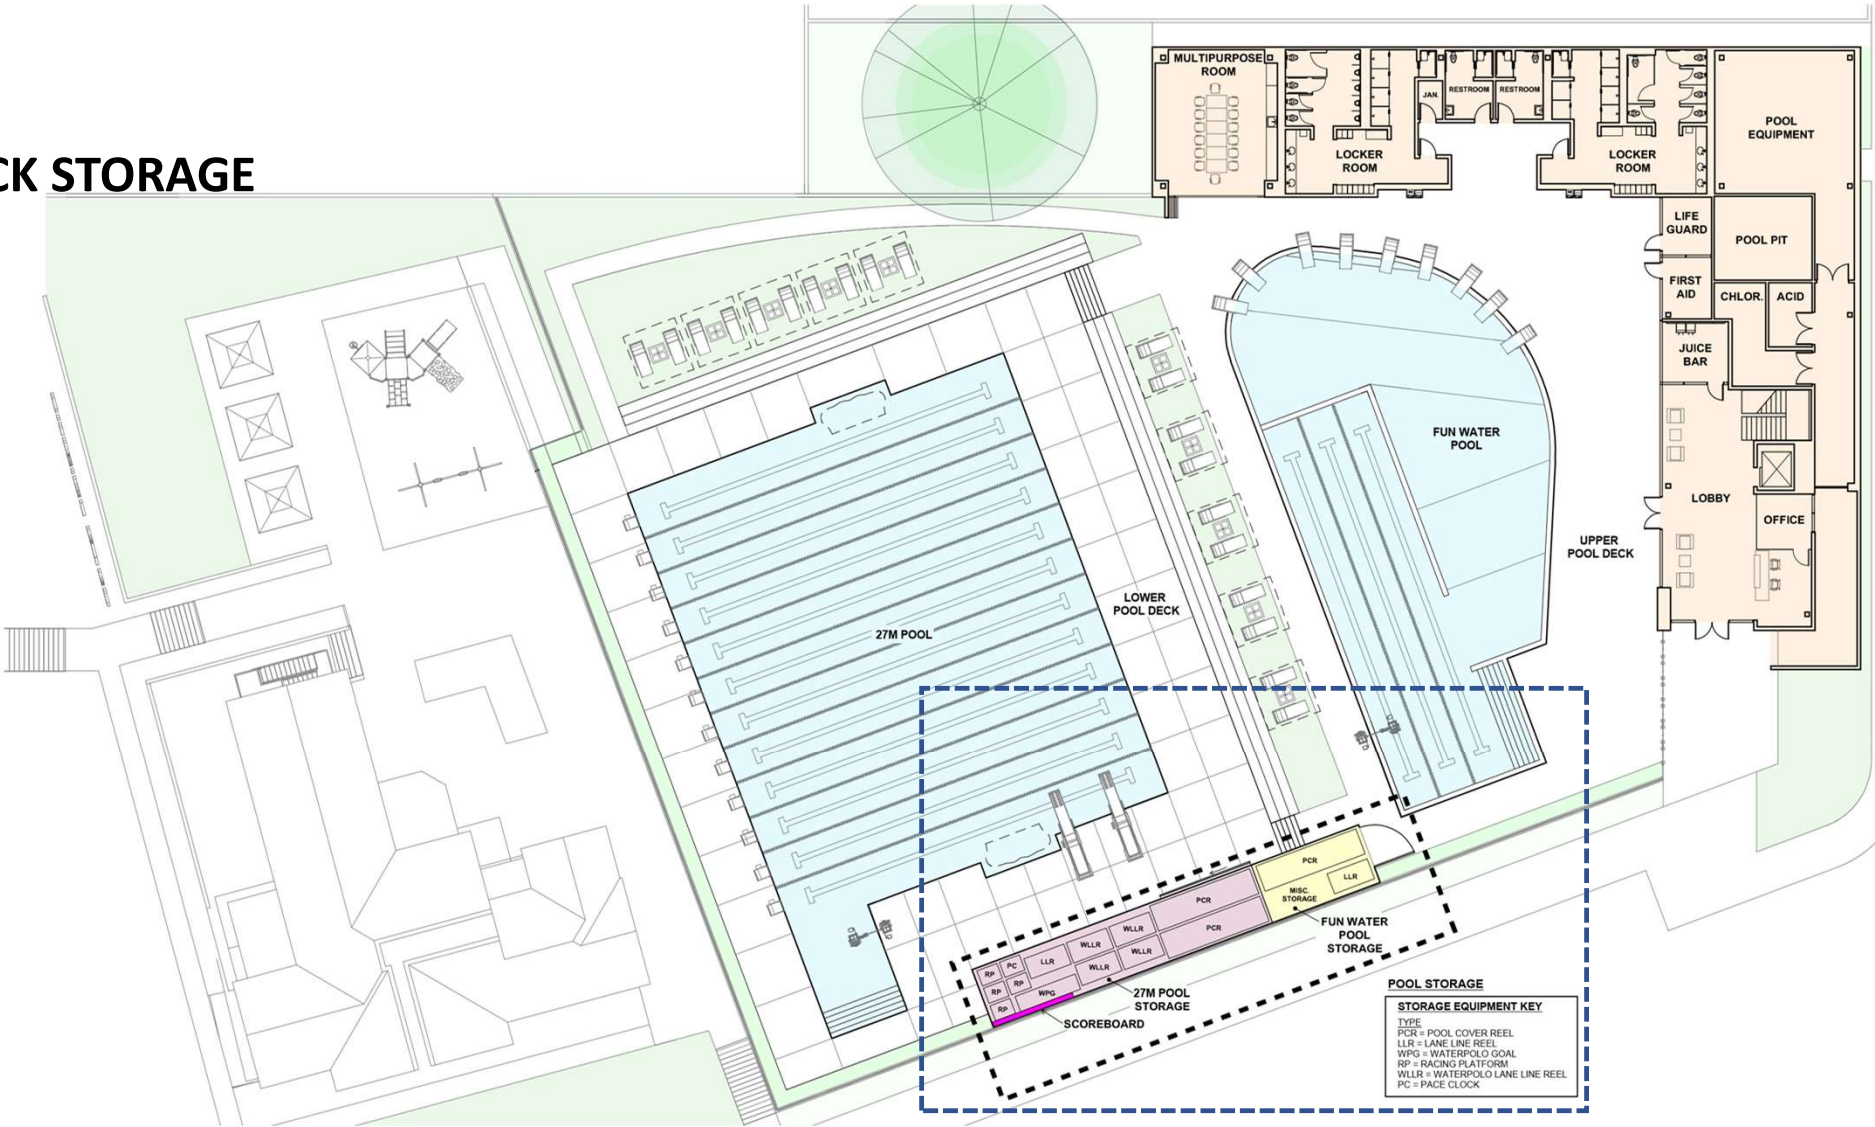 CK STORAGE
MULTIPURPOSE
ROOM
JAN.
RESTROOM
RESTROOM
LOCKER
ROOM
LOCKER
ROOM
POOL
EQUIPMENT
LIFE
GUARD
POOL PIT
FIRST
AID
CHLOR.
ACID
JUICE
BAR
FUN WATER
POOL
LOBBY
OFFICE
UPPER
POOL DECK
LOWER
POOL DECK
27M POOL
PCR
LLR
MISC.
STORAGE
PCR
PCR
WLLR
WLLR
WLLR
WLLR
LLR
PC
RP
RP
RP
RP
WPG
FUN WATER
POOL
STORAGE
27M POOL
STORAGE
SCOREBOARD
POOL STORAGE
STORAGE EQUIPMENT KEY
TYPE
PCR = POOL COVER REEL
LLR = LANE LINE REEL
WPG = WATERPOLO GOAL
RP = RACING PLATFORM
WLLR = WATERPOLO LANE LINE REEL
PC = PACE CLOCK